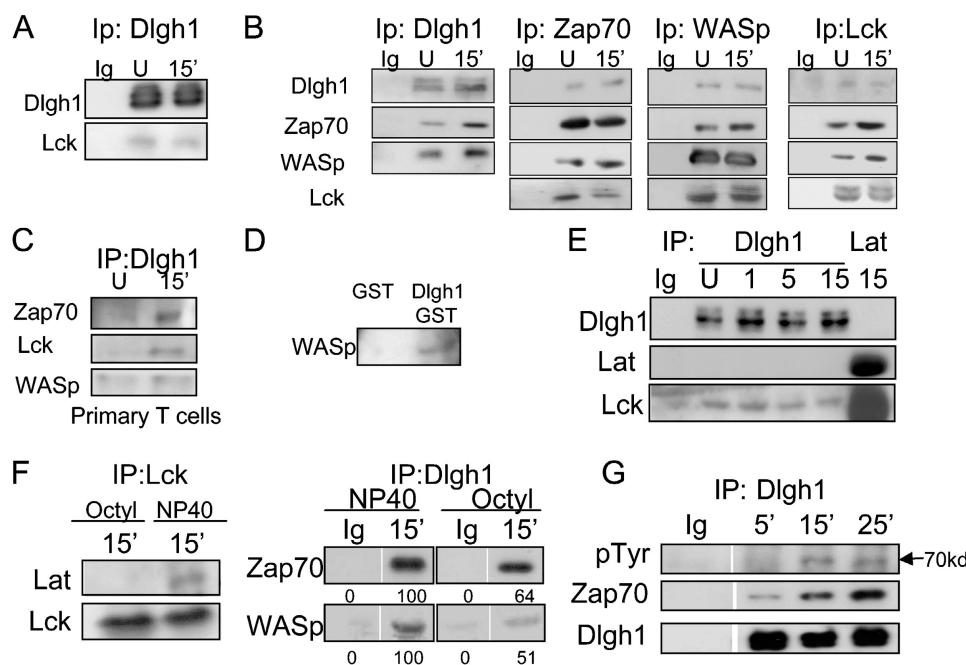 A
Ip: Dlgh1
Ig U 15’
Dlgh1
Lck
B
Ip: Dlgh1 Ip: Zap70 Ip: WASp Ip:Lck
Ig U 15’ Ig U 15’ Ig U 15’ Ig U 15’
Dlgh1
Zap70
WASp
Lck
C
IP:Dlgh1
U 15’
Zap70
Lck
WASp
Primary T cells
D
GST Dlgh1
GST
WASp
E
IP: Dlgh1 Lat
Ig U 1 5 15 15
Dlgh1
Lat
Lck
F
IP:Lck
Octyl NP40
15’ 15’
Lat
Lck
IP:Dlgh1
NP40 Octyl
Ig 15’ Ig 15’
Zap70
0 100 0 64
WASp
0 100 0 51
G
IP: Dlgh1
Ig 5’ 15’ 25’
pTyr 70kd
Zap70
Dlgh1